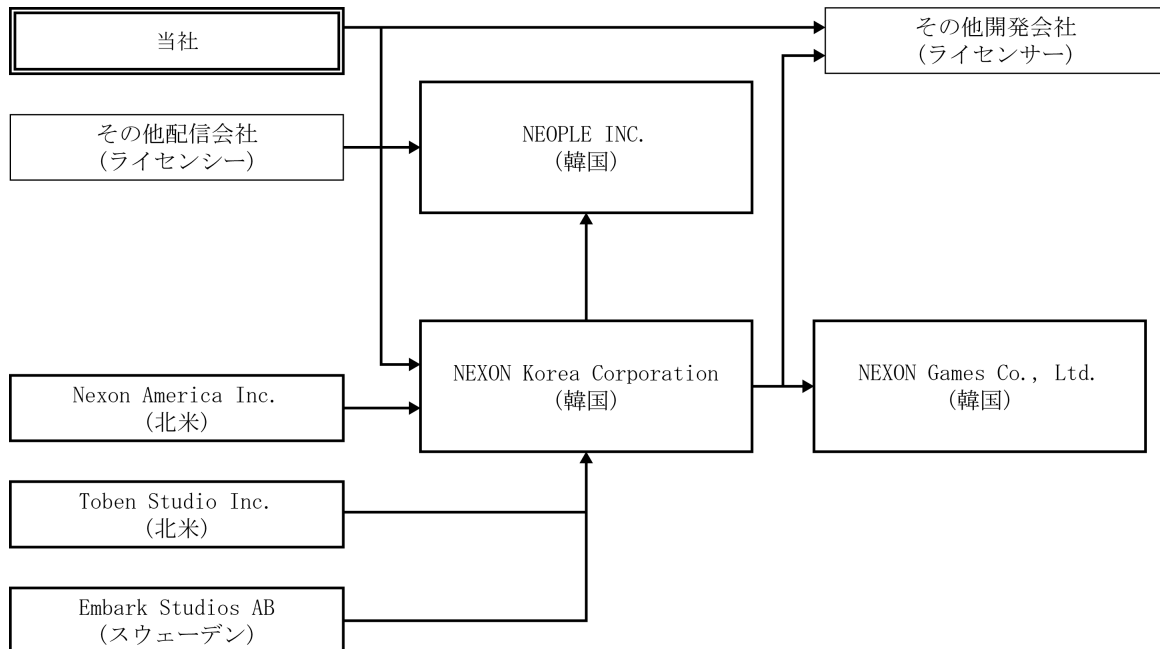 当社
その他開発会社
(ライセンサー)
その他配信会社
(ライセンシー)
NEOPLE INC.
(韓国)
NEXON Korea Corporation
(韓国)
NEXON Games Co., Ltd.
(韓国)
Nexon America Inc.
(北米)
Toben Studio Inc.
(北米)
Embark Studios AB
(スウェーデン)